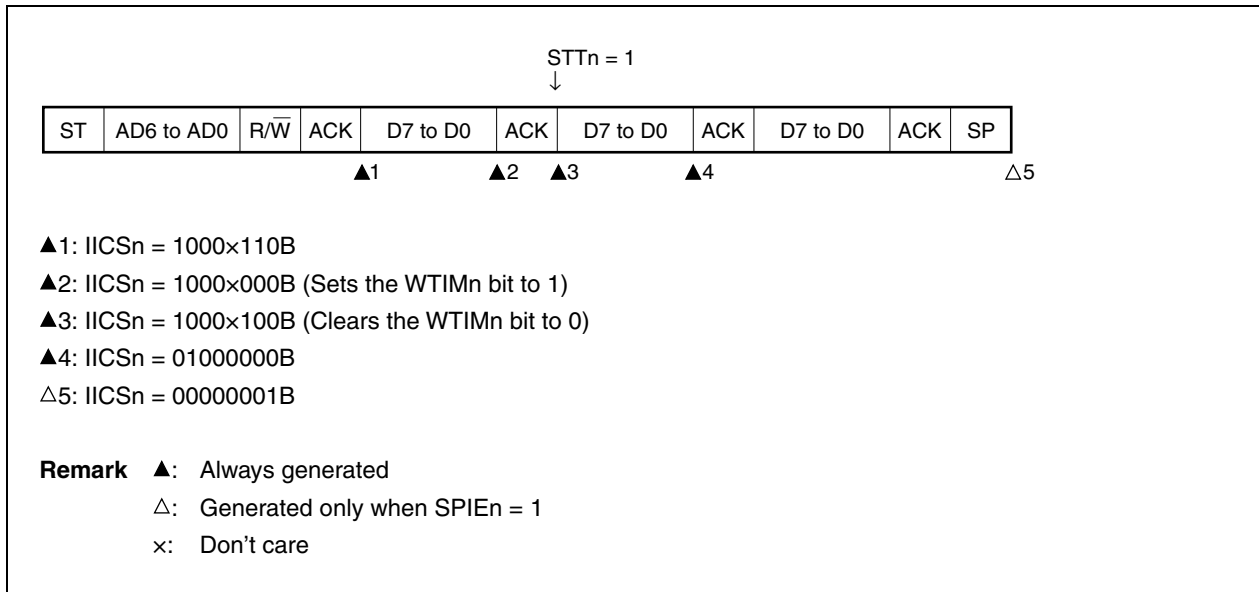 STTn = 1
↓
ST AD6 to AD0 R/W̅ ACK D7 to D0 ACK D7 to D0 ACK D7 to D0 ACK SP
▲1 ▲2 ▲3 ▲4 △5
▲1: IICSn = 1000×110B
▲2: IICSn = 1000×000B (Sets the WTIMn bit to 1)
▲3: IICSn = 1000×100B (Clears the WTIMn bit to 0)
▲4: IICSn = 01000000B
△5: IICSn = 00000001B
Remark ▲: Always generated
△: Generated only when SPIEn = 1
×: Don't care